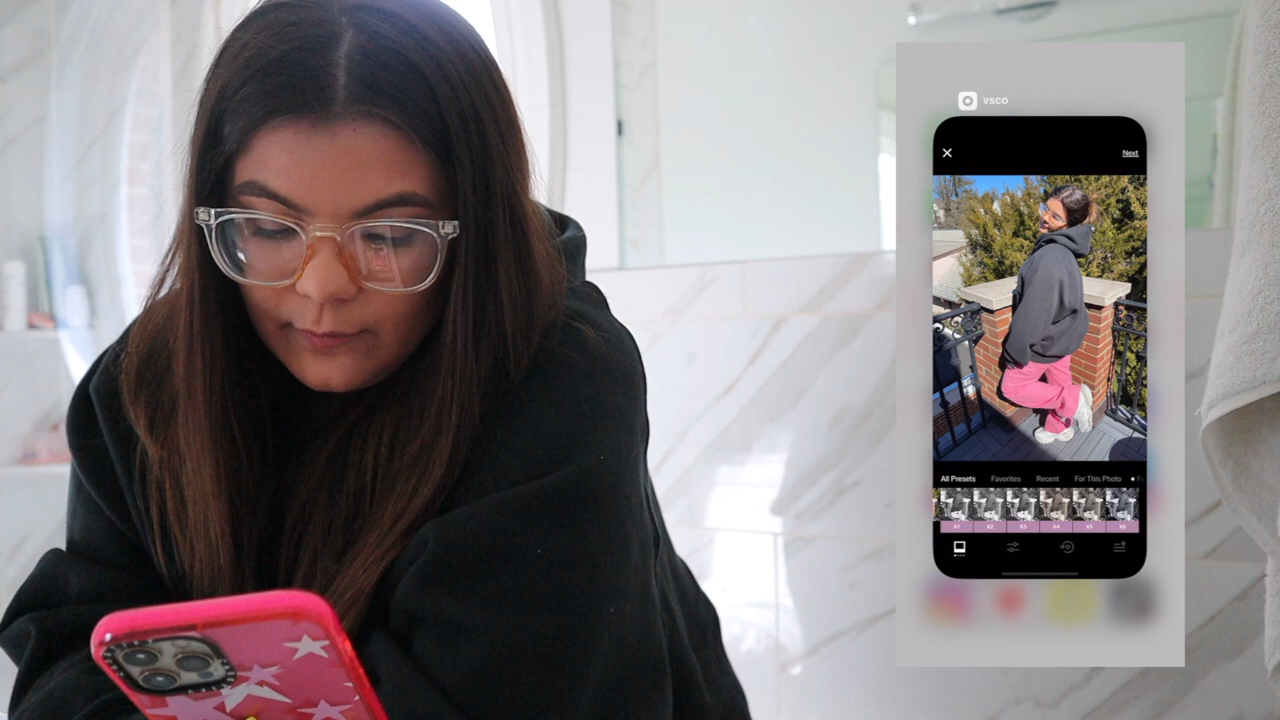 vsco
Next
All Presets Favorites Recent For This Photo
X1 X2 X3 X4 X5 X6